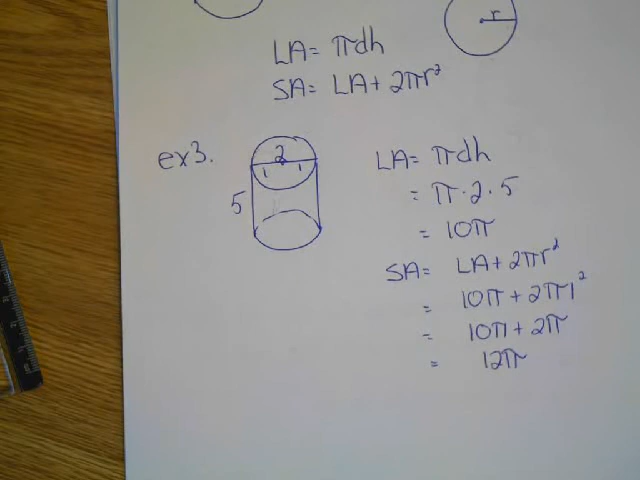 r
LA = πdh
SA = LA + 2πr²
ex3.
2
1 1
5
LA = πdh
= π · 2 · 5
= 10π
SA = LA + 2πr²
= 10π + 2π1²
= 10π + 2π
= 12π